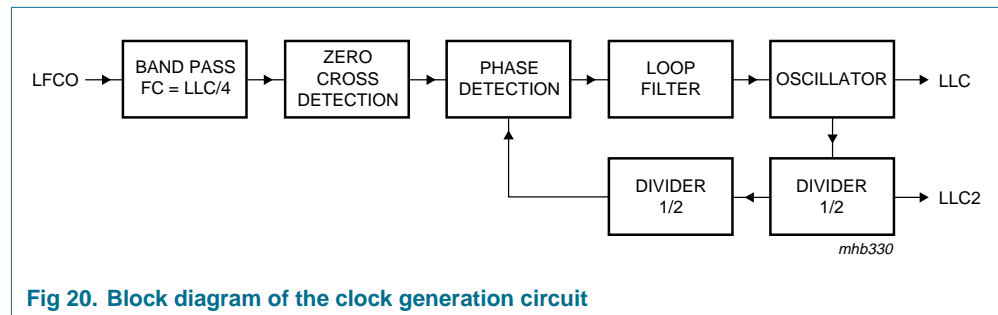 LFCO
BAND PASS
FC = LLC/4
ZERO
CROSS
DETECTION
PHASE
DETECTION
LOOP
FILTER
OSCILLATOR
LLC
DIVIDER
1/2
DIVIDER
1/2
LLC2
mhb330
Fig 20. Block diagram of the clock generation circuit